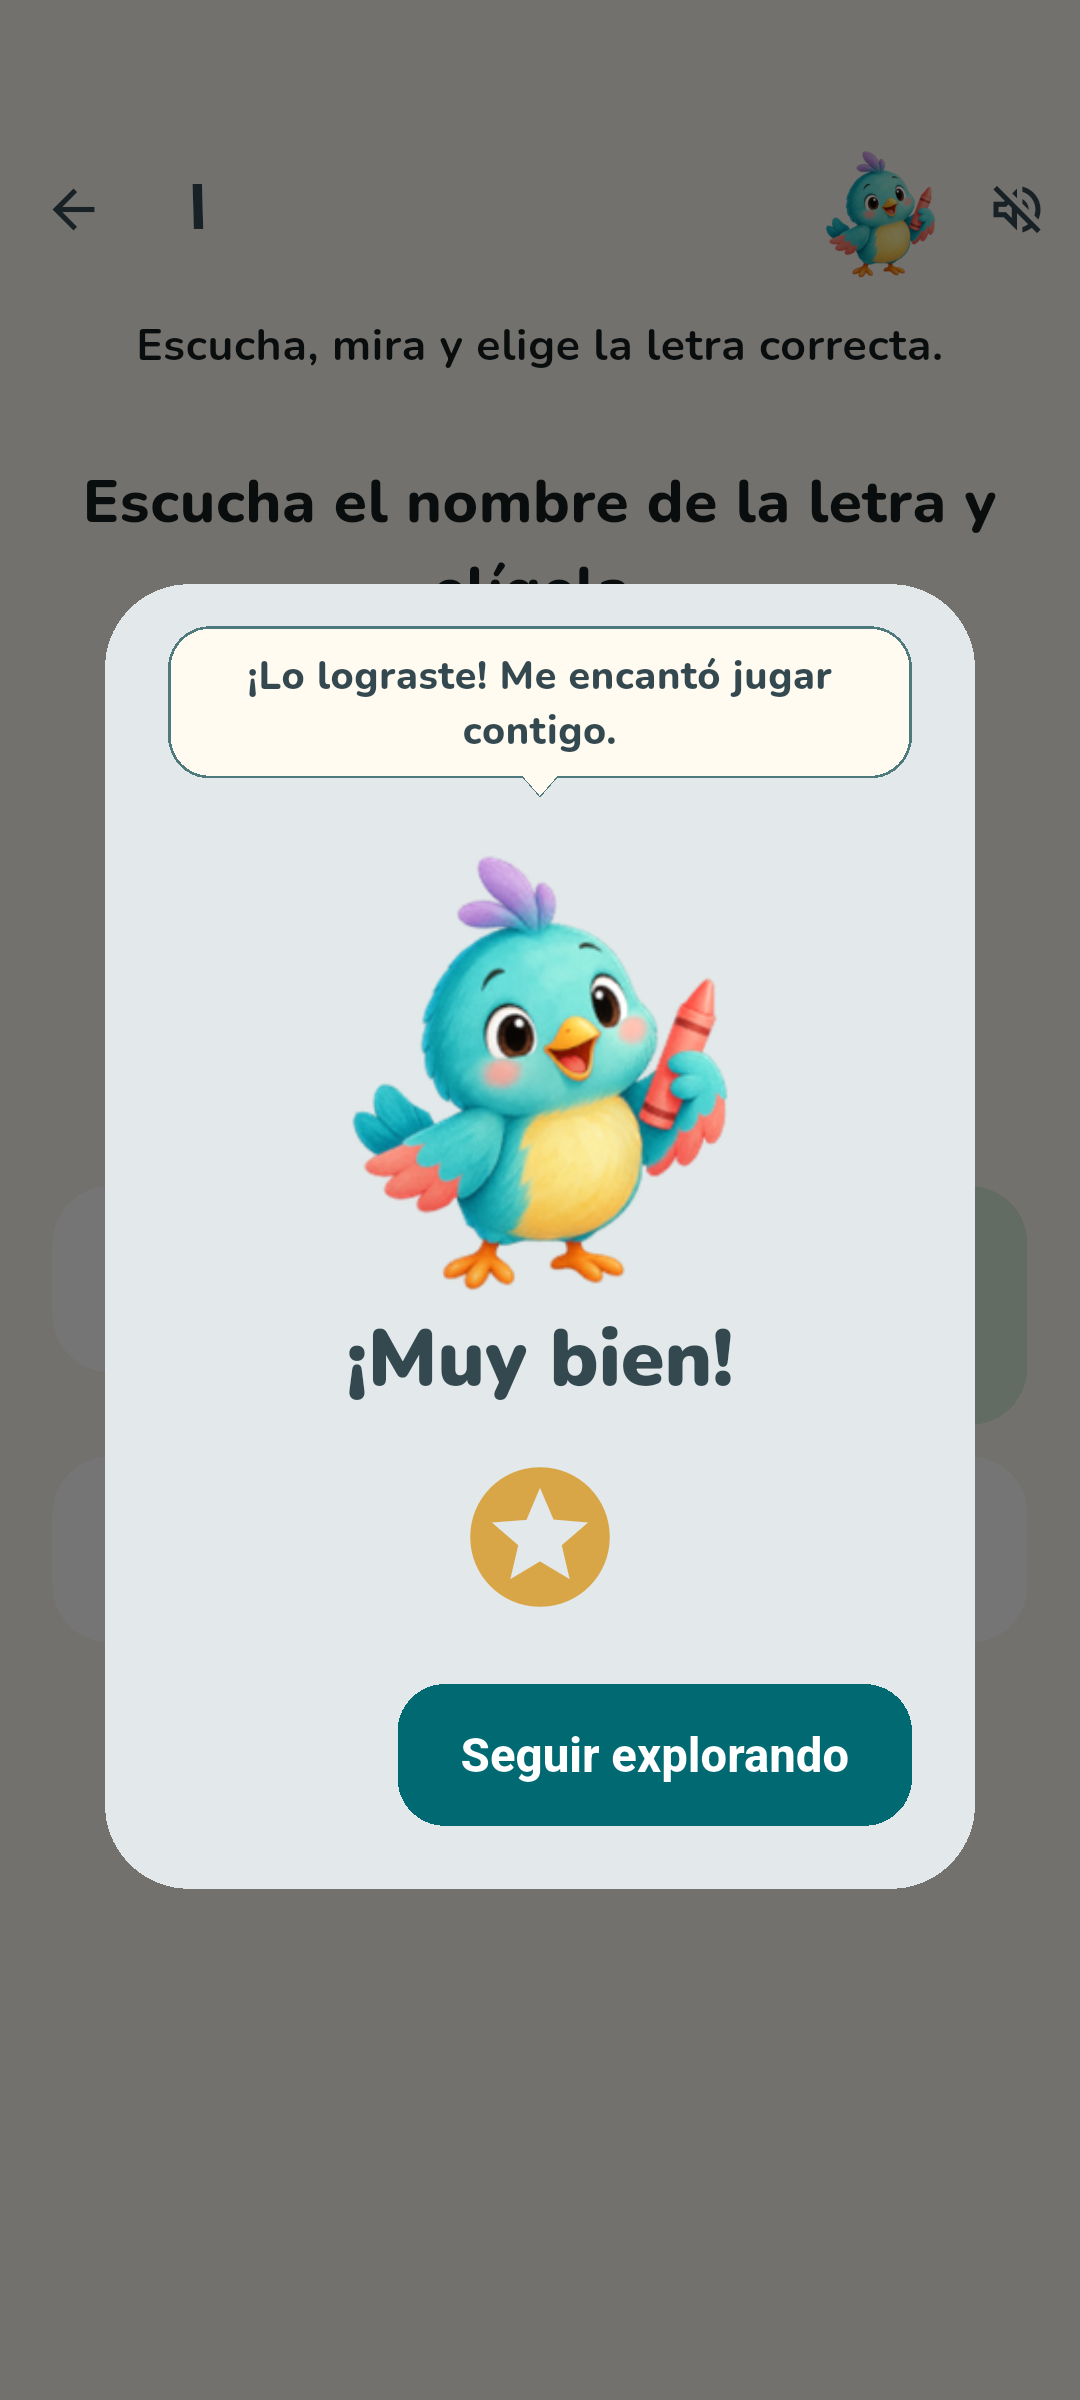 I
Escucha, mira y elige la letra correcta.
Escucha el nombre de la letra y
elígela
¡Lo lograste! Me encantó jugar
contigo.
¡Muy bien!
Seguir explorando